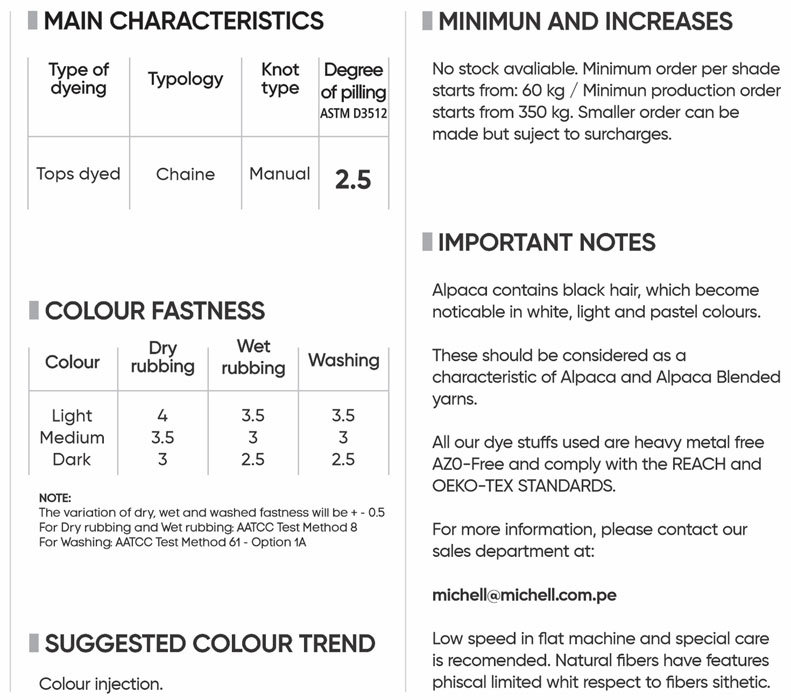 MAIN CHARACTERISTICS
Type of dyeing Typology Knot type Degree of pilling ASTM D3512
Tops dyed Chaine Manual 2.5
COLOUR FASTNESS
Colour Dry rubbing Wet rubbing Washing
Light 4 3.5 3.5
Medium 3.5 3 3
Dark 3 2.5 2.5
NOTE:
The variation of dry, wet and washed fastness will be + - 0.5
For Dry rubbing and Wet rubbing: AATCC Test Method 8
For Washing: AATCC Test Method 61 - Option 1A
SUGGESTED COLOUR TREND
Colour injection.
MINIMUN AND INCREASES
No stock avaliable. Minimum order per shade
starts from: 60 kg / Minimun production order
starts from 350 kg. Smaller order can be
made but suject to surcharges.
IMPORTANT NOTES
Alpaca contains black hair, which become
noticable in white, light and pastel colours.
These should be considered as a
characteristic of Alpaca and Alpaca Blended
yarns.
All our dye stuffs used are heavy metal free
AZ0-Free and comply with the REACH and
OEKO-TEX STANDARDS.
For more information, please contact our
sales department at:
michell@michell.com.pe
Low speed in flat machine and special care
is recomended. Natural fibers have features
phiscal limited whit respect to fibers sithetic.